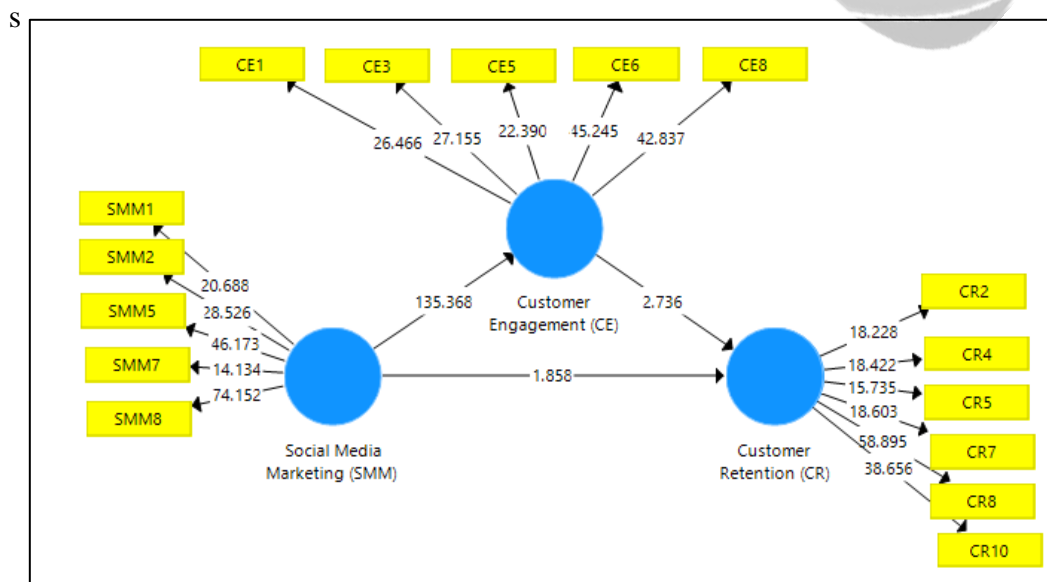 s
CE1
CE3
CE5
CE6
CE8
26.466
27.155
22.390
45.245
42.837
SMM1
SMM2
SMM5
SMM7
SMM8
20.688
28.526
46.173
14.134
74.152
135.368
Customer
Engagement (CE)
2.736
1.858
Social Media
Marketing (SMM)
Customer
Retention (CR)
18.228
18.422
15.735
18.603
58.895
38.656
CR2
CR4
CR5
CR7
CR8
CR10